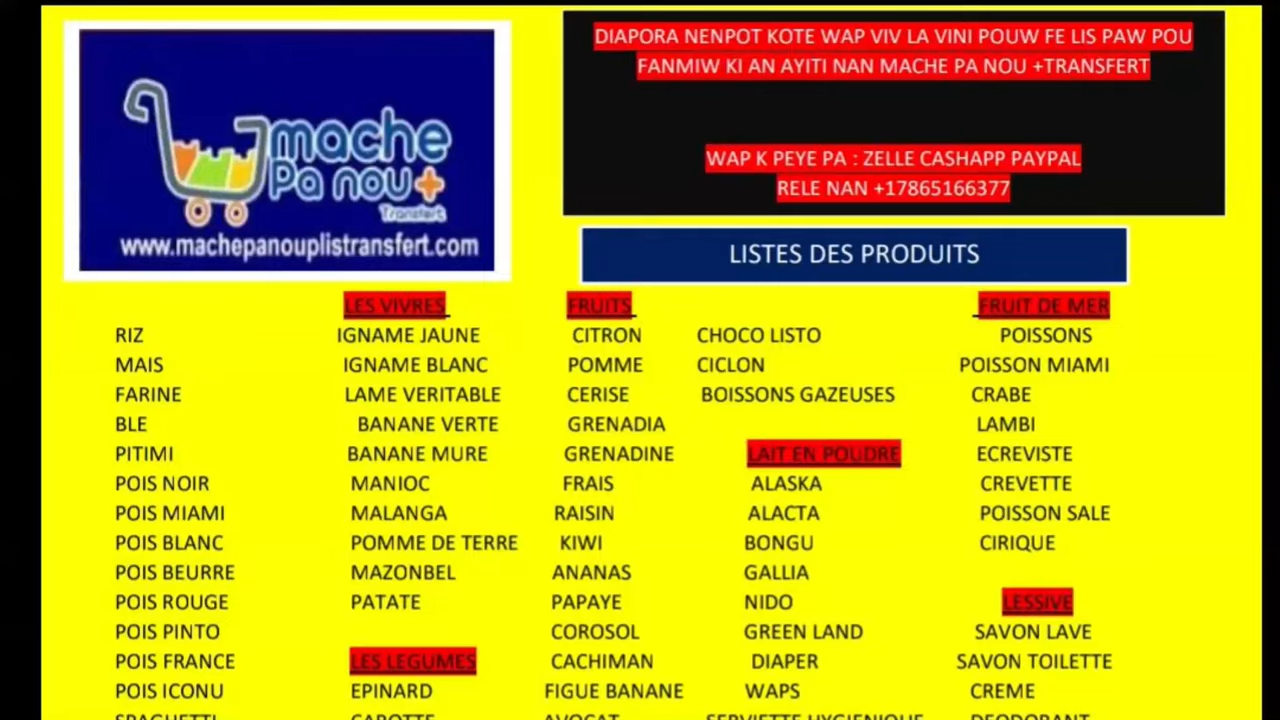 mache
Pa nou+
Transfert
www.machepanouplistransfert.com
DIAPORA NENPOT KOTE WAP VIV LA VINI POUW FE LIS PAW POU
FANMIW KI AN AYITI NAN MACHE PA NOU +TRANSFERT
WAP K PEYE PA : ZELLE CASHAPP PAYPAL
RELE NAN +17865166377
LISTES DES PRODUITS
RIZ
MAIS
FARINE
BLE
PITIMI
POIS NOIR
POIS MIAMI
POIS BLANC
POIS BEURRE
POIS ROUGE
POIS PINTO
POIS FRANCE
POIS ICONU
SPAGHETTI
LES VIVRES
IGNAME JAUNE
IGNAME BLANC
LAME VERITABLE
BANANE VERTE
BANANE MURE
MANIOC
MALANGA
POMME DE TERRE
MAZONBEL
PATATE
LES LEGUMES
EPINARD
CAROTTE
FRUITS
CITRON
POMME
CERISE
GRENADIA
GRENADINE
FRAIS
RAISIN
KIWI
ANANAS
PAPAYE
COROSOL
CACHIMAN
FIGUE BANANE
AVOCAT
CHOCO LISTO
CICLON
BOISSONS GAZEUSES
LAIT EN POUDRE
ALASKA
ALACTA
BONGU
GALLIA
NIDO
GREEN LAND
DIAPER
WAPS
SERVIETTE HYGIENIQUE
FRUIT DE MER
POISSONS
POISSON MIAMI
CRABE
LAMBI
ECREVISTE
CREVETTE
POISSON SALE
CIRIQUE
LESSIVE
SAVON LAVE
SAVON TOILETTE
CREME
DEODORANT